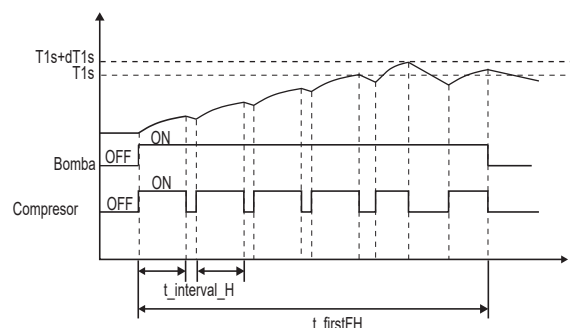 T1s+dT1s
T1s
ON
Bomba OFF
ON
Compresor OFF
t_interval_H
t_firstFH